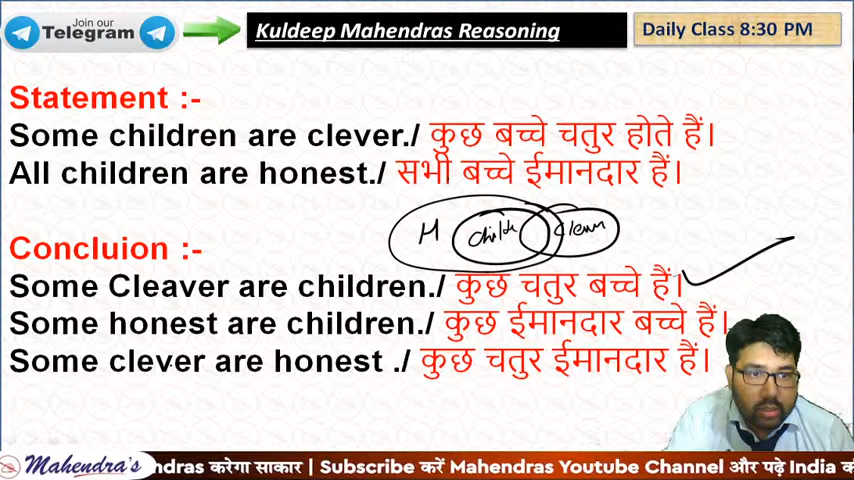 Join our
Telegram
Kuldeep Mahendras Reasoning
Daily Class 8:30 PM
Statement :-
Some children are clever./ कुछ बच्चे चतुर होते हैं।
All children are honest./ सभी बच्चे ईमानदार हैं।
H childe clever
Concluion :-
Some Cleaver are children./ कुछ चतुर बच्चे हैं।
Some honest are children./ कुछ ईमानदार बच्चे हैं।
Some clever are honest ./ कुछ चतुर ईमानदार हैं।
Mahendra's ndras करेगा साकार | Subscribe करें Mahendras Youtube Channel और पढ़े India क